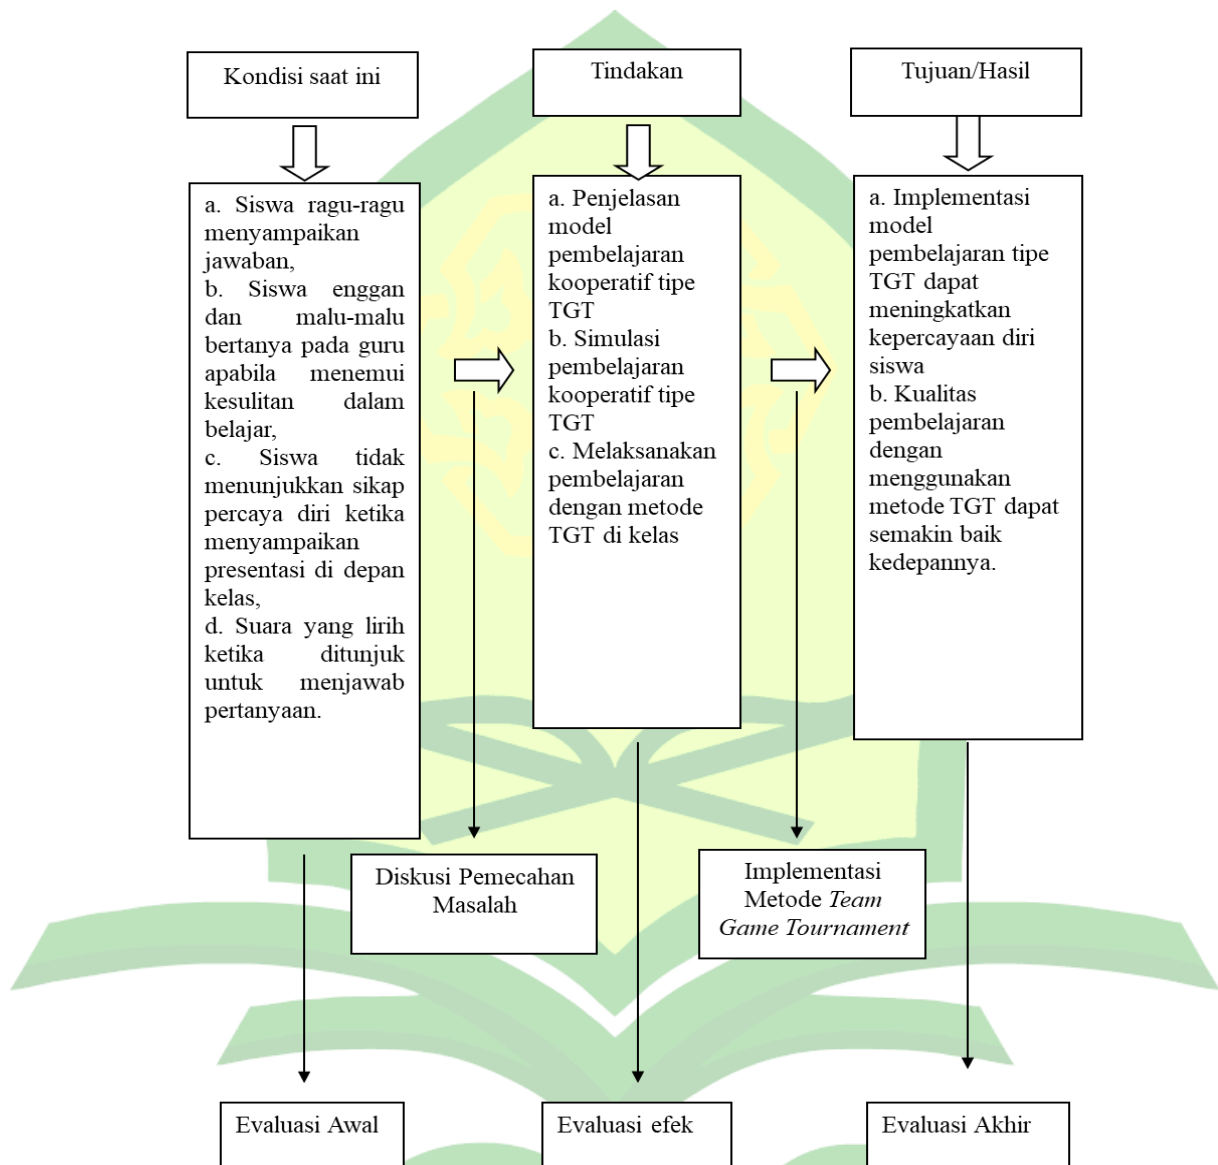 Kondisi saat ini
Tindakan
Tujuan/Hasil
a. Siswa ragu-ragu
menyampaikan
jawaban,
b. Siswa enggan
dan malu-malu
bertanya pada guru
apabila menemui
kesulitan dalam
belajar,
c. Siswa tidak
menunjukkan sikap
percaya diri ketika
menyampaikan
presentasi di depan
kelas,
d. Suara yang lirih
ketika ditunjuk
untuk menjawab
pertanyaan.
a. Penjelasan
model
pembelajaran
kooperatif tipe
TGT
b. Simulasi
pembelajaran
kooperatif tipe
TGT
c. Melaksanakan
pembelajaran
dengan metode
TGT di kelas
a. Implementasi
model
pembelajaran tipe
TGT dapat
meningkatkan
kepercayaan diri
siswa
b. Kualitas
pembelajaran
dengan
menggunakan
metode TGT dapat
semakin baik
kedepannya.
Diskusi Pemecahan
Masalah
Implementasi
Metode Team
Game Tournament
Evaluasi Awal
Evaluasi efek
Evaluasi Akhir